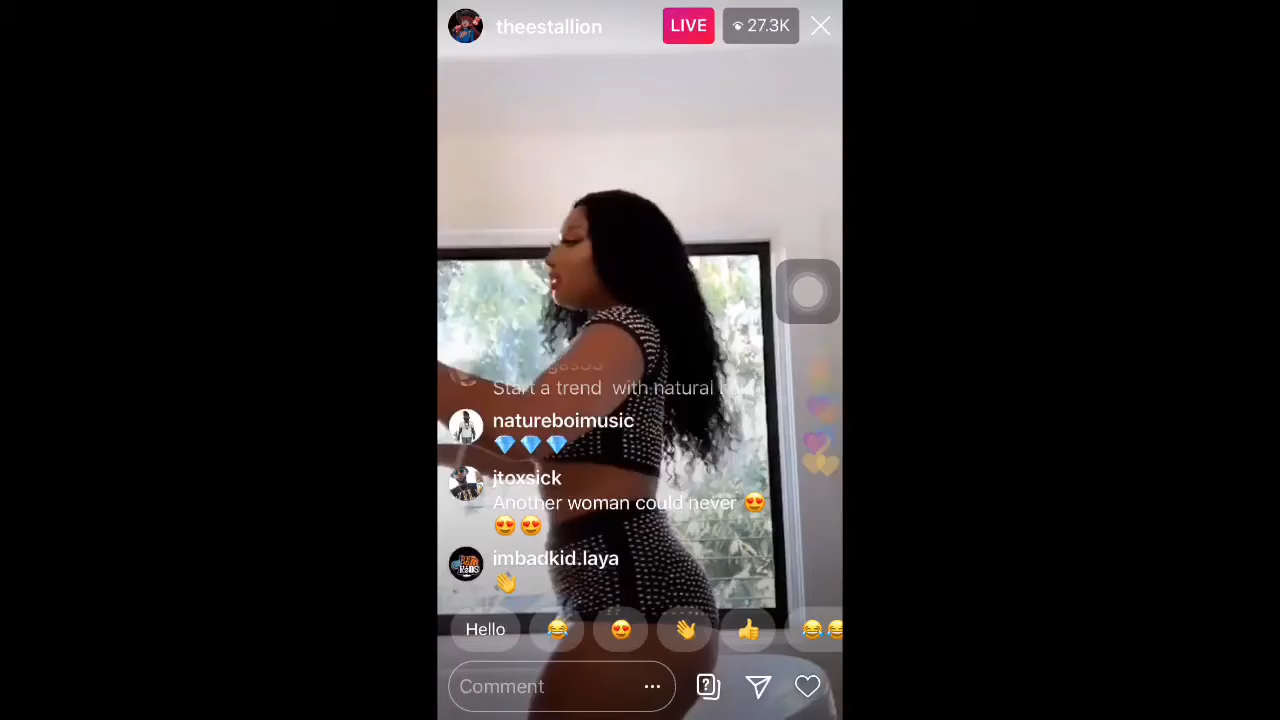 theestallion
LIVE
27.3K
Start a trend with natural
natureboimusic
💎💎💎
jtoxsick
Another woman could never 😍
😍😍
imbadkid.laya
👋
Hello 😂 😍 👋 👍 😂😂
Comment